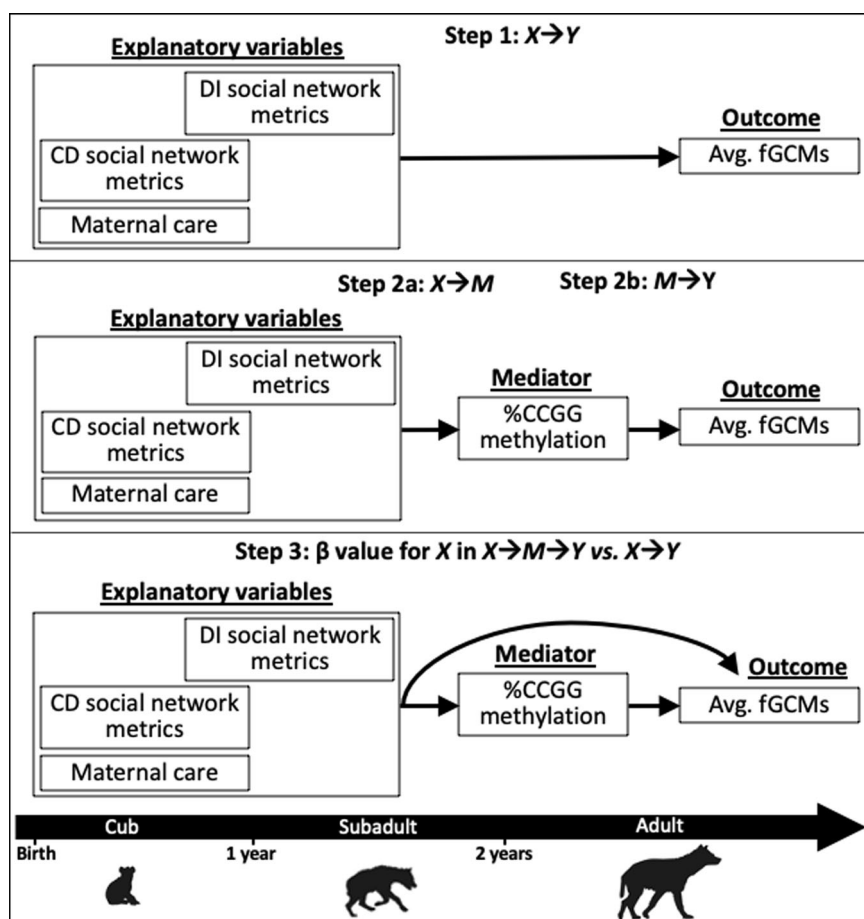 Step 1: X→Y
Explanatory variables
DI social network
metrics
CD social network
metrics
Maternal care
Outcome
Avg. fGCMs
Step 2a: X→M
Step 2b: M→Y
Explanatory variables
DI social network
metrics
CD social network
metrics
Maternal care
Mediator
%CCGG
methylation
Outcome
Avg. fGCMs
Step 3: β value for X in X→M→Y vs. X→Y
Explanatory variables
DI social network
metrics
CD social network
metrics
Maternal care
Mediator
%CCGG
methylation
Outcome
Avg. fGCMs
Cub
Subadult
Adult
Birth
1 year
2 years